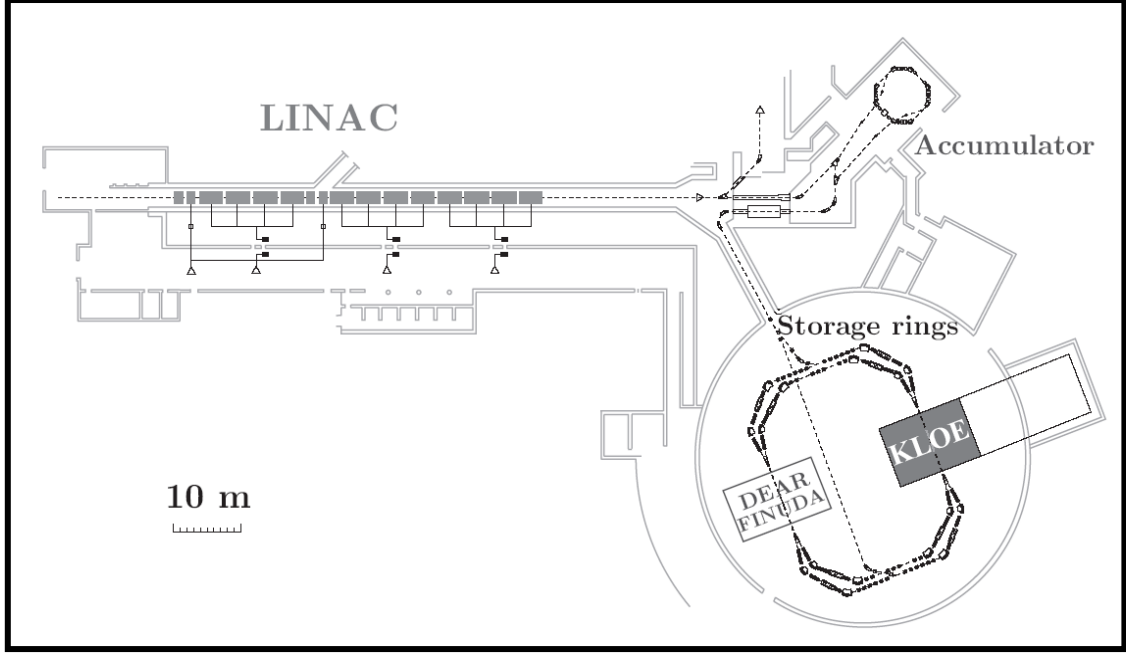 LINAC
Accumulator
Storage rings
KLOE
DEAR
FINUDA
10 m